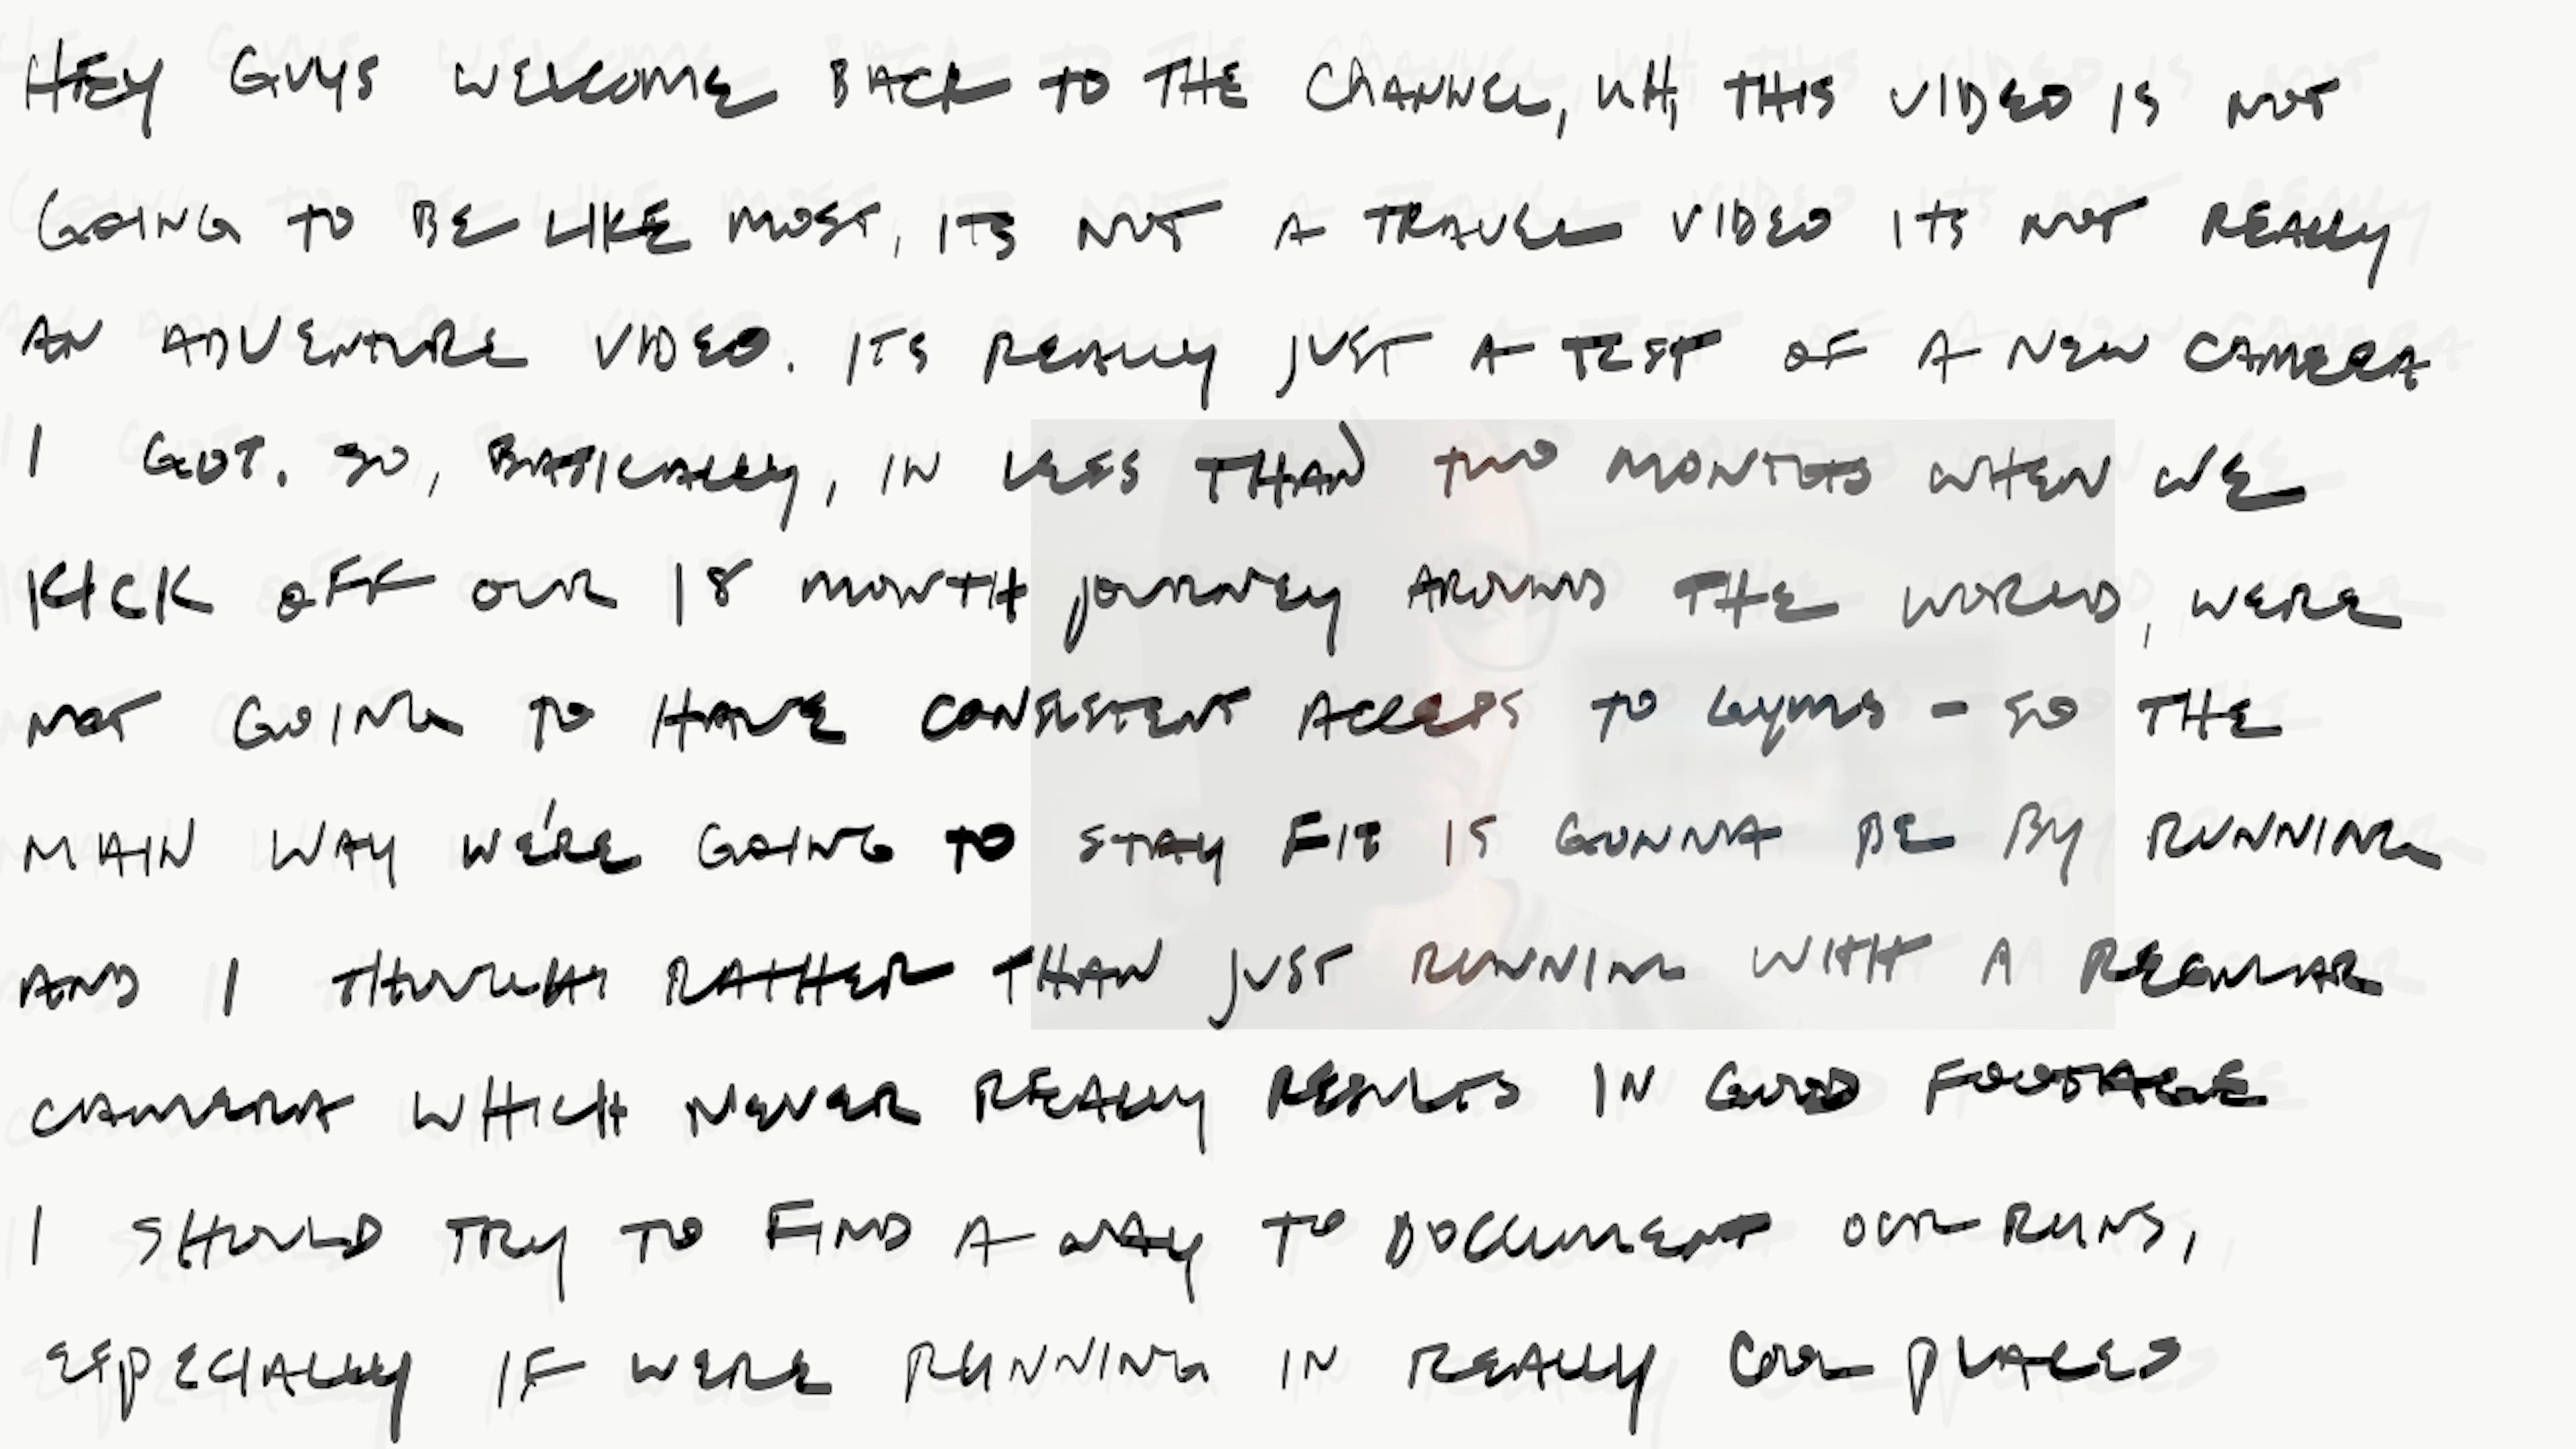 HEY GUYS WELCOME BACK TO THE CHANNEL, UH, THIS VIDEO IS NOT
GOING TO BE LIKE MOST, ITS NOT A TRAVEL VIDEO ITS NOT REALLY
AN ADVENTURE VIDEO. ITS REALLY JUST A TEST OF A NEW CAMERA
I GOT. SO, BASICALLY, IN LESS THAN TWO MONTHS WHEN WE
KICK OFF OUR 18 MONTH JOURNEY AROUND THE WORLD, WERE
NOT GOING TO HAVE CONSISTENT ACCESS TO GYMS - SO THE
MAIN WAY WE'RE GOING TO STAY FIT IS GONNA BE BY RUNNING
AND I THOUGHT RATHER THAN JUST RUNNING WITH A REGULAR
CAMERA WHICH NEVER REALLY RESULTS IN GOOD FOOTAGE
I SHOULD TRY TO FIND A WAY TO DOCUMENT OUR RUNS,
ESPECIALLY IF WERE RUNNING IN REALLY COOL PLACES